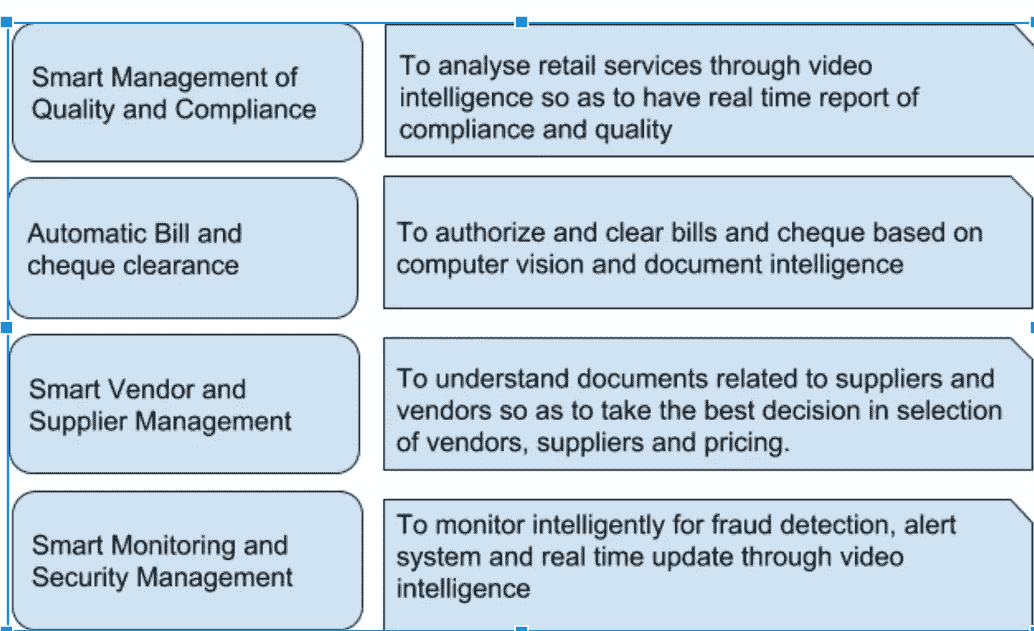 Smart Management of
Quality and Compliance
To analyse retail services through video
intelligence so as to have real time report of
compliance and quality
Automatic Bill and
cheque clearance
To authorize and clear bills and cheque based on
computer vision and document intelligence
Smart Vendor and
Supplier Management
To understand documents related to suppliers and
vendors so as to take the best decision in selection
of vendors, suppliers and pricing.
Smart Monitoring and
Security Management
To monitor intelligently for fraud detection, alert
system and real time update through video
intelligence